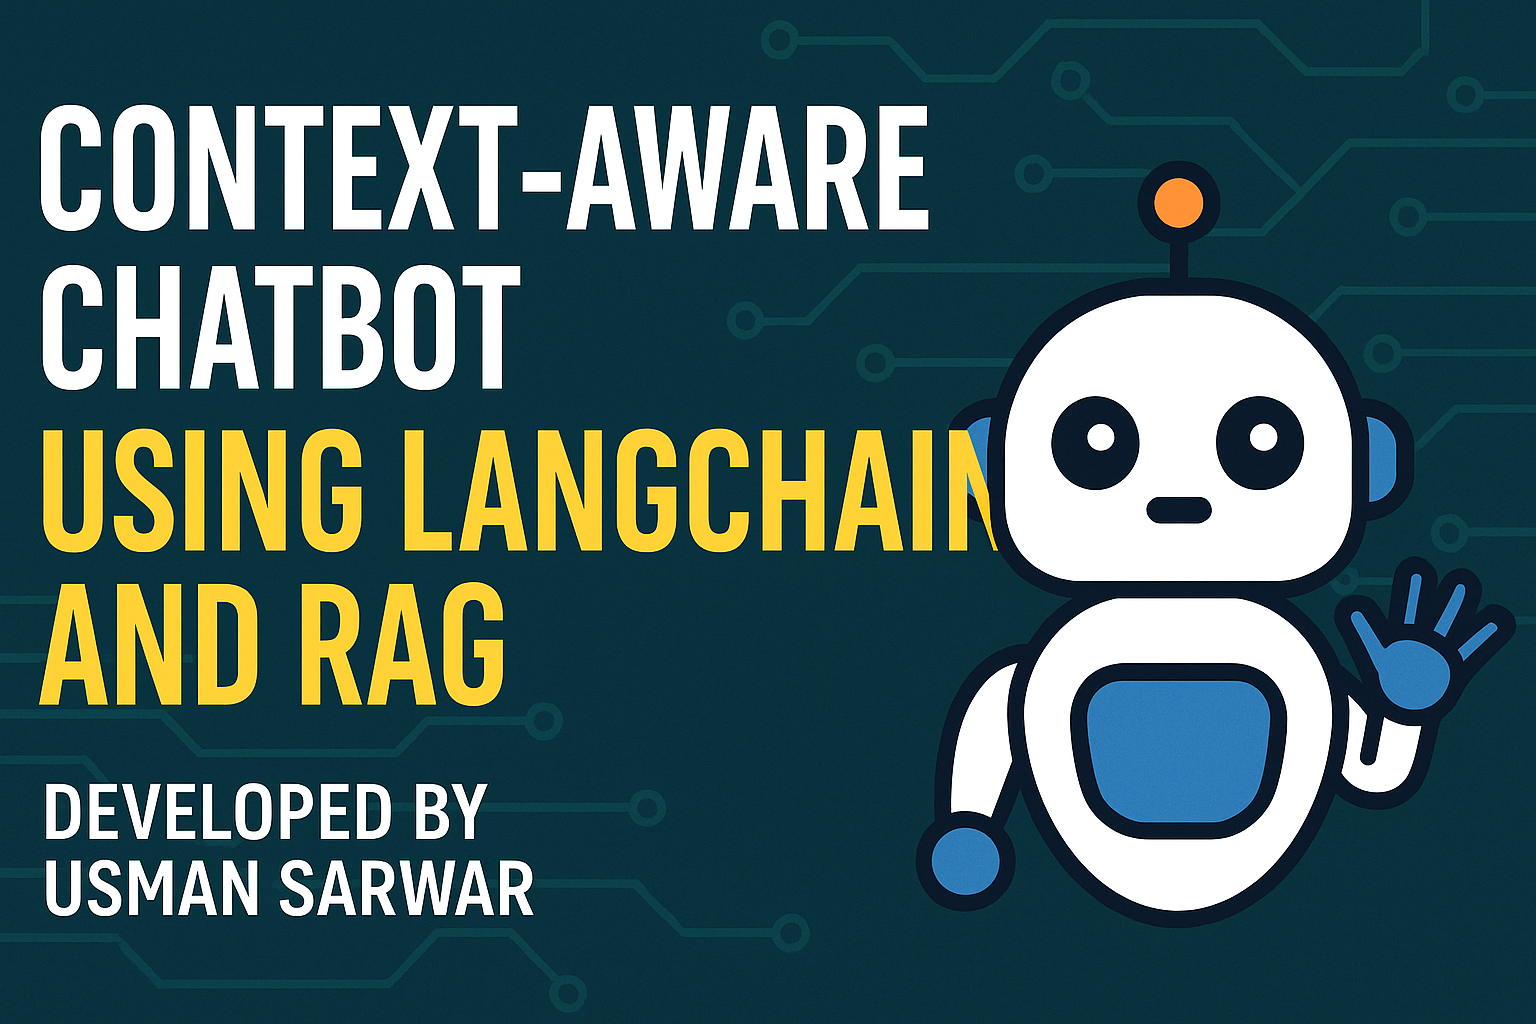 CONTEXT-AWARE
CHATBOT
USING LANGCHAIN
AND RAG
DEVELOPED BY
USMAN SARWAR